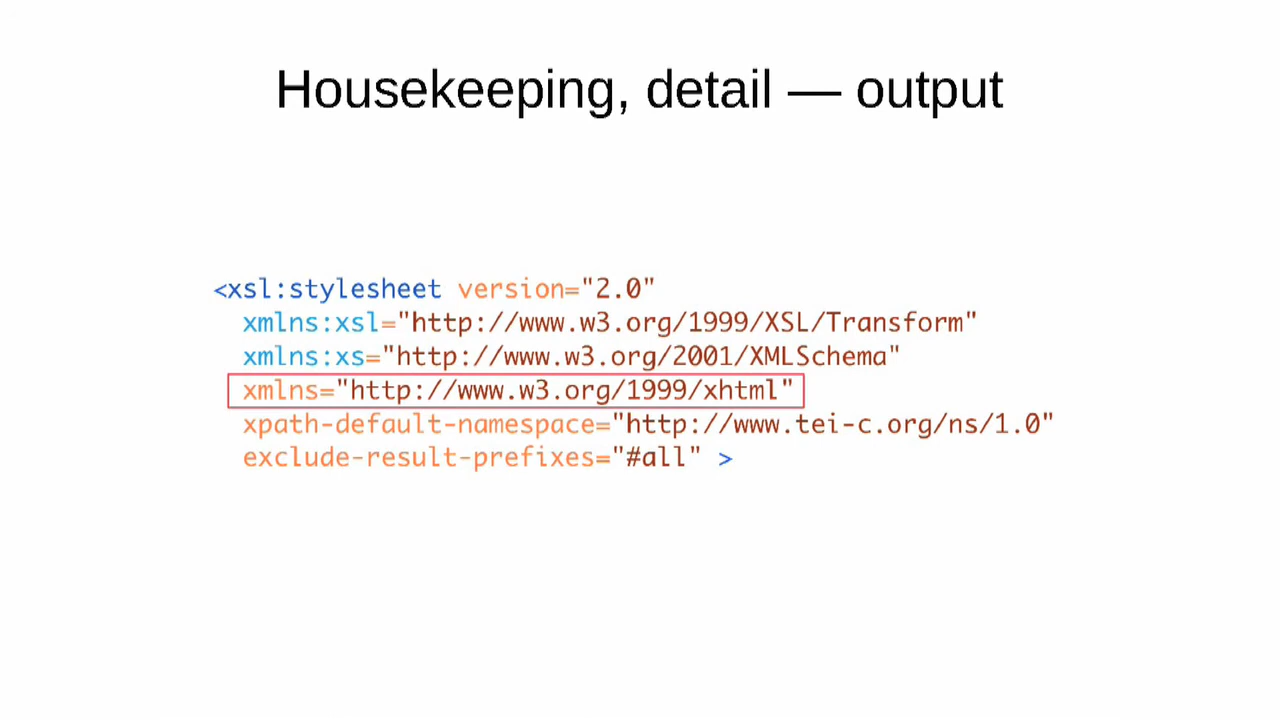 Housekeeping, detail — output
<xsl:stylesheet version="2.0"
xmlns:xsl="http://www.w3.org/1999/XSL/Transform"
xmlns:xs="http://www.w3.org/2001/XMLSchema"
xmlns="http://www.w3.org/1999/xhtml"
xpath-default-namespace="http://www.tei-c.org/ns/1.0"
exclude-result-prefixes="#all" >